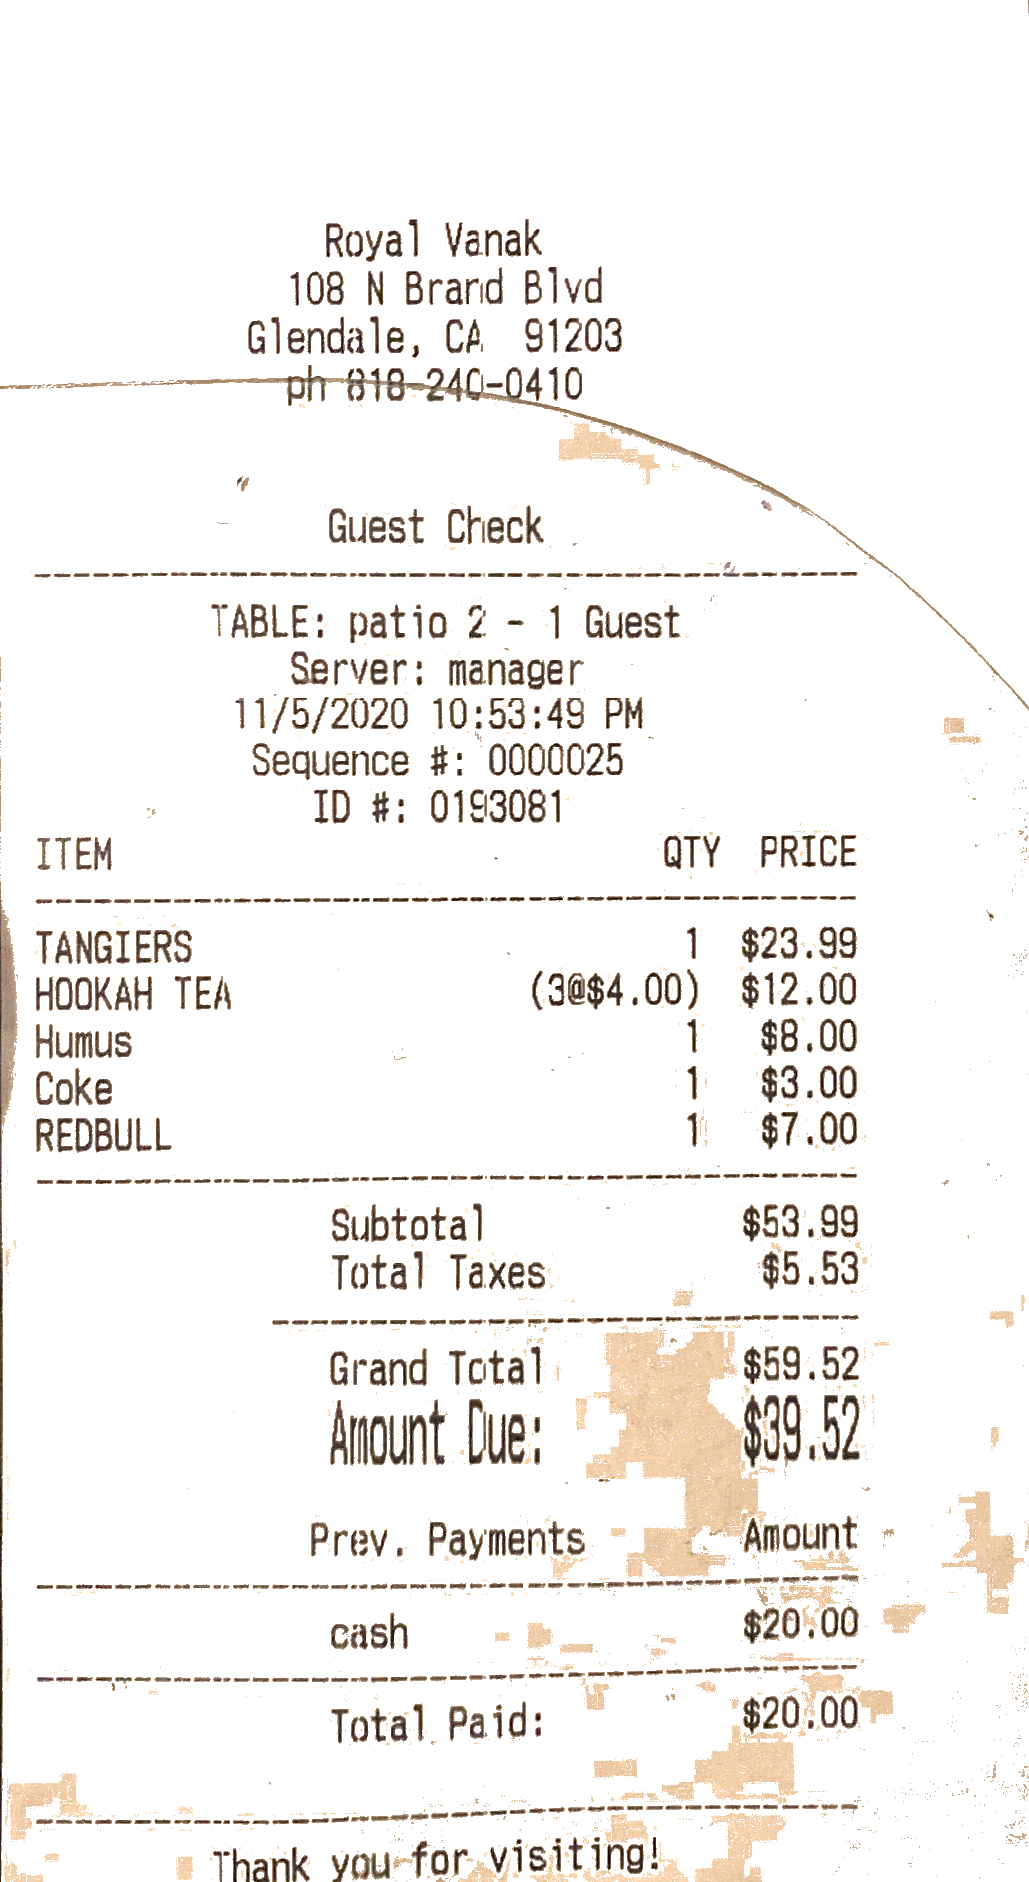 Royal Vanak
108 N Brand Blvd
Glendale, CA 91203
ph 818-240-0410
Guest Check
TABLE: patio 2 - 1 Guest
Server: manager
11/5/2020 10:53:49 PM
Sequence #: 0000025
ID #: 0193081
ITEM QTY PRICE
TANGIERS 1 $23.99
HOOKAH TEA (3@$4.00) $12.00
Humus 1 $8.00
Coke 1 $3.00
REDBULL 1 $7.00
Subtotal $53.99
Total Taxes $5.53
Grand Total $59.52
Amount Due: $39.52
Prev. Payments Amount
cash $20.00
Total Paid: $20.00
Thank you for visiting!